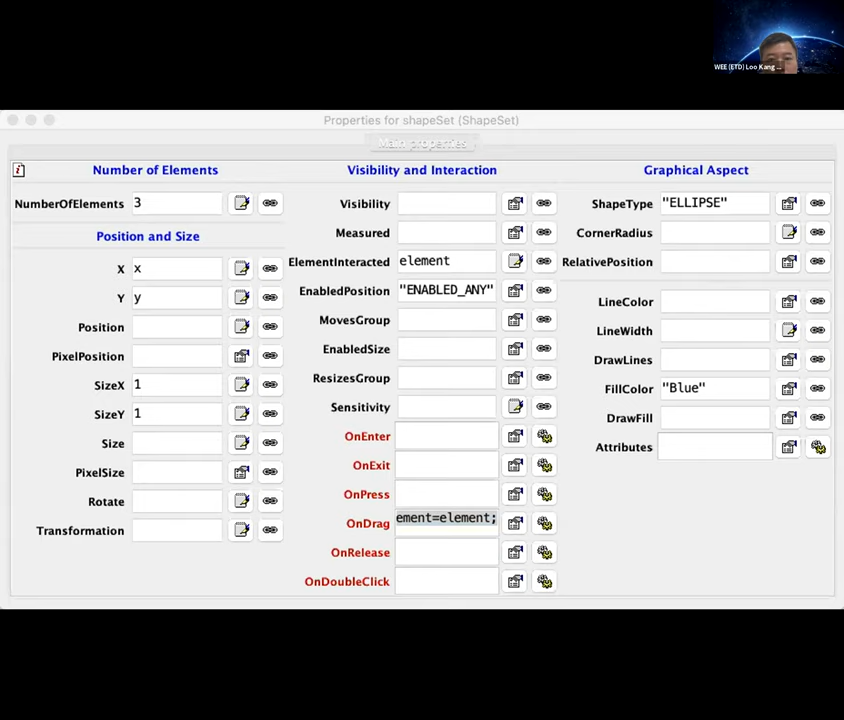 WEE (ETD) Loo Kang ...
Properties for shapeSet (ShapeSet)
Main properties
Number of Elements
NumberOfElements 3
Position and Size
X x
Y y
Position
PixelPosition
SizeX 1
SizeY 1
Size
PixelSize
Rotate
Transformation
Visibility and Interaction
Visibility
Measured
ElementInteracted element
EnabledPosition "ENABLED_ANY"
MovesGroup
EnabledSize
ResizesGroup
Sensitivity
OnEnter
OnExit
OnPress
OnDrag ement=element;
OnRelease
OnDoubleClick
Graphical Aspect
ShapeType "ELLIPSE"
CornerRadius
RelativePosition
LineColor
LineWidth
DrawLines
FillColor "Blue"
DrawFill
Attributes